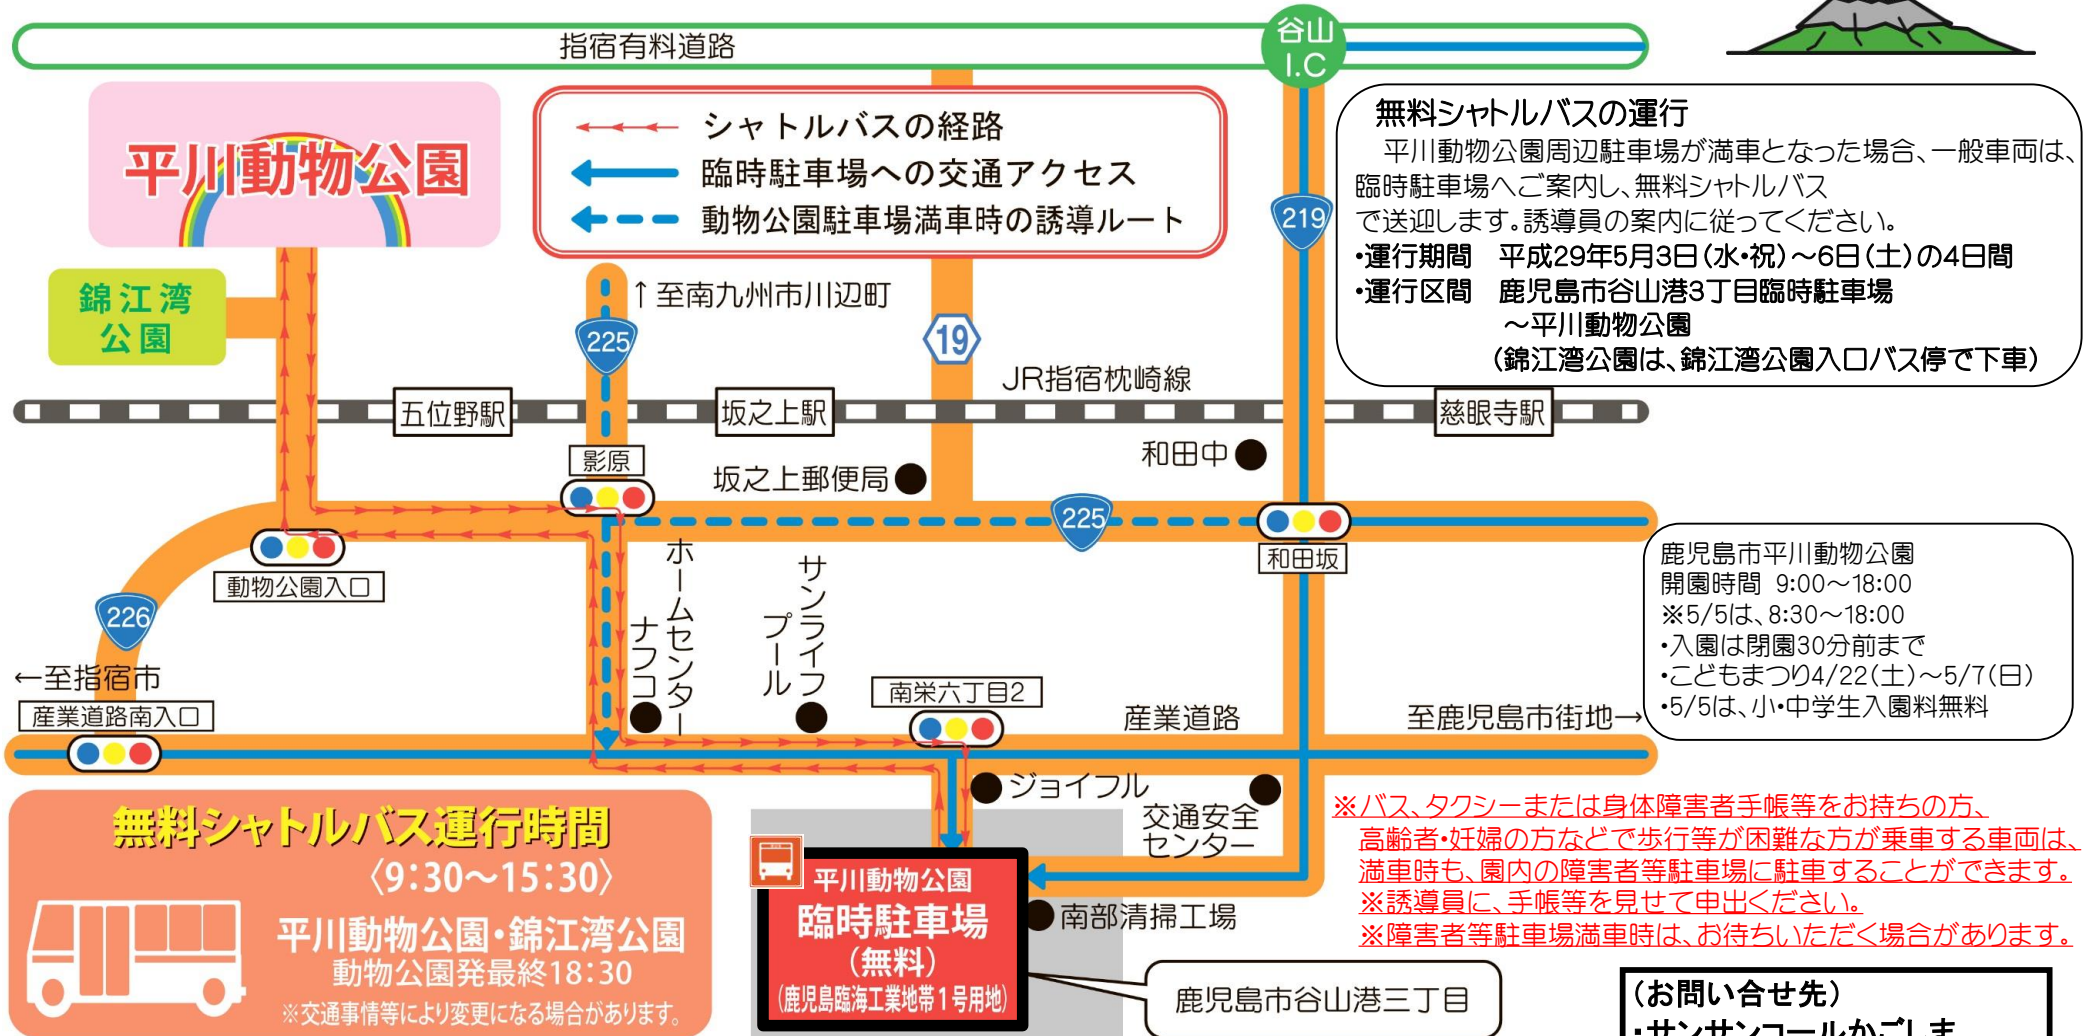 指宿有料道路
谷山
I.C
平川動物公園
シャトルバスの経路
臨時駐車場への交通アクセス
動物公園駐車場満車時の誘導ルート
無料シャトルバスの運行
平川動物公園周辺駐車場が満車となった場合、一般車両は、
臨時駐車場へご案内し、無料シャトルバス
で送迎します。誘導員の案内に従ってください。
・運行期間　平成29年5月3日(水・祝)～6日(土)の4日間
・運行区間　鹿児島市谷山港3丁目臨時駐車場
～平川動物公園
(錦江湾公園は、錦江湾公園入口バス停で下車)
219
錦江湾
公園
↑至南九州市川辺町
225
19
JR指宿枕崎線
五位野駅
坂之上駅
慈眼寺駅
影原
坂之上郵便局
和田中
225
和田坂
動物公園入口
226
ホームセンター
ナフコ
サンライフ
プール
←至指宿市
産業道路南入口
南栄六丁目2
産業道路
至鹿児島市街地→
鹿児島市平川動物公園
開園時間 9:00～18:00
※5/5は、8:30～18:00
・入園は閉園30分前まで
・こどもまつり4/22(土)～5/7(日)
・5/5は、小・中学生入園料無料
ジョイフル
交通安全
センター
無料シャトルバス運行時間
〈9:30～15:30〉
平川動物公園・錦江湾公園
動物公園発最終18:30
※交通事情等により変更になる場合があります。
平川動物公園
臨時駐車場
(無料)
(鹿児島臨海工業地帯1号用地)
南部清掃工場
鹿児島市谷山港三丁目
※バス、タクシーまたは身体障害者手帳等をお持ちの方、
高齢者・妊婦の方などで歩行等が困難な方が乗車する車両は、
満車時も、園内の障害者等駐車場に駐車することができます。
※誘導員に、手帳等を見せて申出ください。
※障害者等駐車場満車時は、お待ちいただく場合があります。
(お問い合せ先)
・サンサンコールかごしま